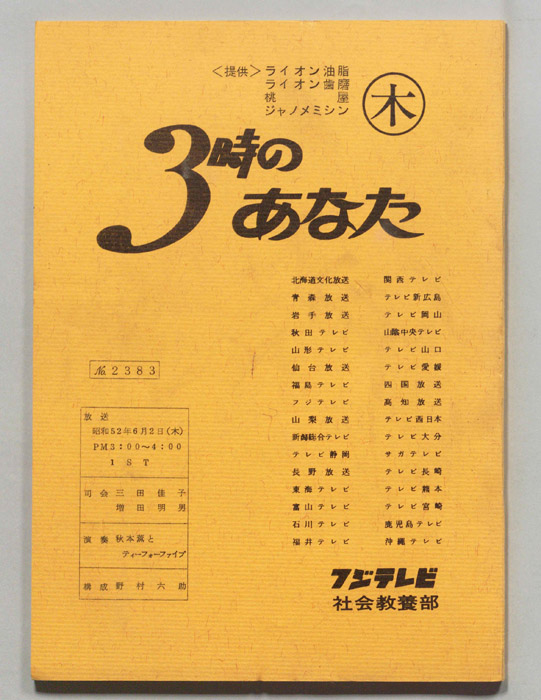 <提供>ライオン油脂
ライオン歯磨
桃屋
ジャノメミシン
木
3時の
あなた
北海道文化放送
青森放送
岩手放送
秋田テレビ
山形テレビ
仙台放送
福島テレビ
フジテレビ
山梨放送
新潟総合テレビ
テレビ静岡
長野放送
東海テレビ
富山テレビ
石川テレビ
福井テレビ
関西テレビ
テレビ新広島
テレビ岡山
山陰中央テレビ
テレビ山口
テレビ愛媛
四国放送
高知放送
テレビ西日本
テレビ大分
サガテレビ
テレビ長崎
テレビ熊本
テレビ宮崎
鹿児島テレビ
沖縄テレビ
№2383
放送
昭和52年6月2日(木)
PM3:00〜4:00
1ST
司会 三田佳予
増田明男
演奏 秋本薫と
ティーフォーファイブ
構成 野村六助
フジテレビ
社会教養部